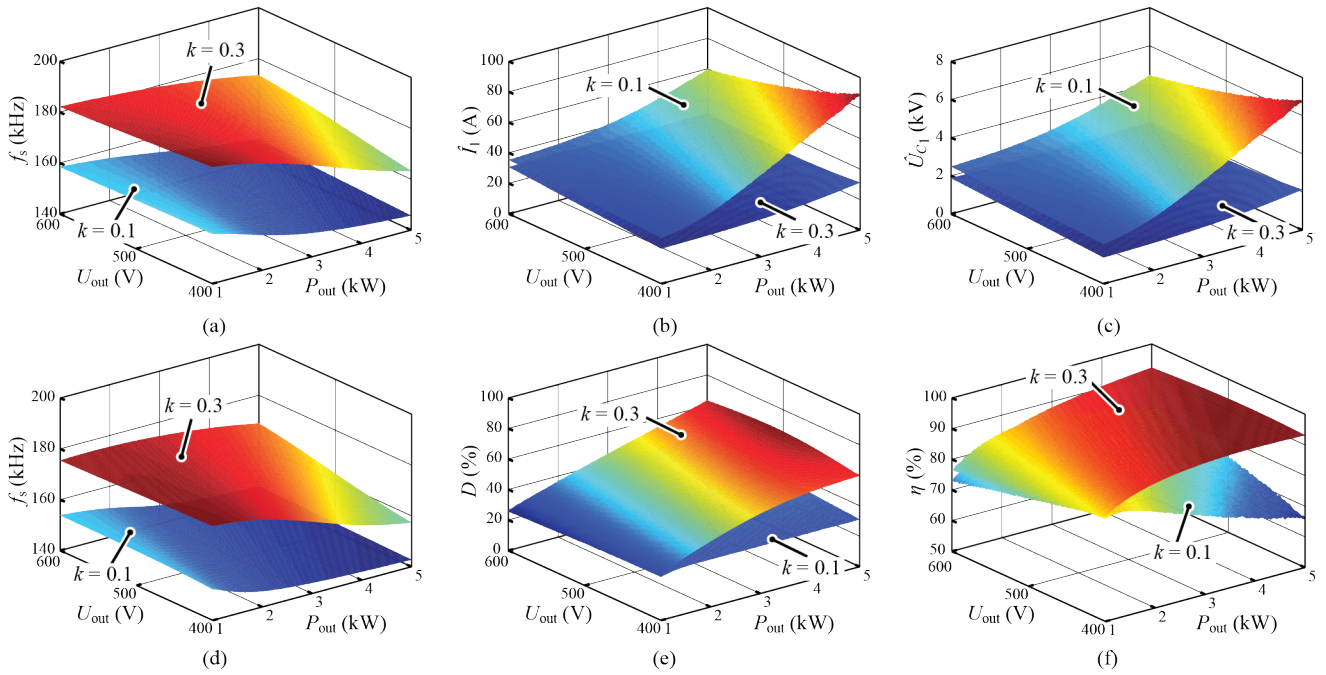 (a)
k = 0.3
k = 0.1
fs (kHz)
200
180
160
140
600
500
400
Uout (V)
1
2
3
4
5
Pout (kW)
(b)
k = 0.1
k = 0.3
Î1 (A)
100
80
60
40
20
0
600
500
400
Uout (V)
1
2
3
4
5
Pout (kW)
(c)
k = 0.1
k = 0.3
ÛC1 (kV)
8
6
4
2
0
600
500
400
Uout (V)
1
2
3
4
5
Pout (kW)
(d)
k = 0.3
k = 0.1
fs (kHz)
200
180
160
140
600
500
400
Uout (V)
1
2
3
4
5
Pout (kW)
(e)
k = 0.3
k = 0.1
D (%)
100
80
60
40
20
0
600
500
400
Uout (V)
1
2
3
4
5
Pout (kW)
(f)
k = 0.3
k = 0.1
η (%)
100
90
80
70
60
50
600
500
400
Uout (V)
1
2
3
4
5
Pout (kW)